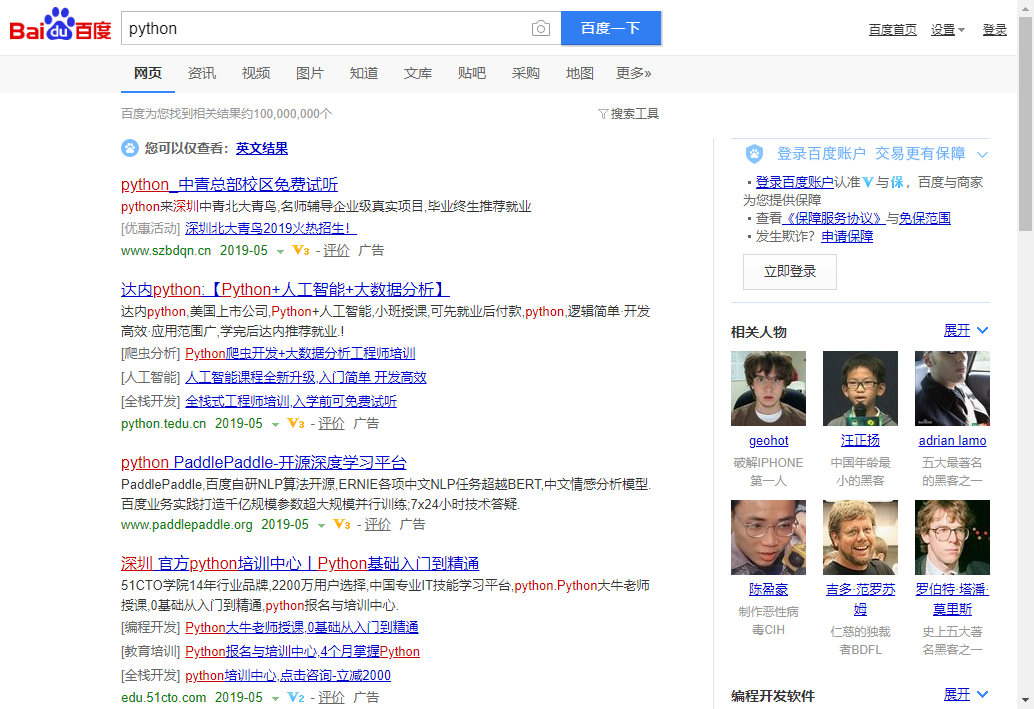 Baidu百度
python
百度一下
百度首页 设置 登录
网页 资讯 视频 图片 知道 文库 贴吧 采购 地图 更多»
百度为您找到相关结果约100,000,000个
搜索工具
您可以仅查看：英文结果
python_中青总部校区免费试听
python来深圳中青北大青鸟,名师辅导企业级真实项目,毕业终生推荐就业
[优惠活动] 深圳北大青鸟2019火热招生！
www.szbdqn.cn 2019-05 V3 - 评价 广告
达内python:【Python+人工智能+大数据分析】
达内python,美国上市公司,Python+人工智能,小班授课,可先就业后付款,python,逻辑简单·开发
高效·应用范围广,学完后达内推荐就业.!
[爬虫分析] Python爬虫开发+大数据分析工程师培训
[人工智能] 人工智能课程全新升级,入门简单 开发高效
[全栈开发] 全栈式工程师培训,入学前可免费试听
python.tedu.cn 2019-05 V3 - 评价 广告
python PaddlePaddle-开源深度学习平台
PaddlePaddle,百度自研NLP算法开源,ERNIE各项中文NLP任务超越BERT,中文情感分析模型.
百度业务实践打造千亿规模参数超大规模并行训练;7x24小时技术答疑.
www.paddlepaddle.org 2019-05 V3 - 评价 广告
深圳 官方python培训中心丨Python基础入门到精通
51CTO学院14年行业品牌,2200万用户选择,中国专业IT技能学习平台,python.Python大牛老师
授课,0基础从入门到精通,python报名与培训中心.
[编程开发] Python大牛老师授课,0基础从入门到精通
[教育培训] Python报名与培训中心,4个月掌握Python
[全栈开发] python培训中心,点击咨询-立减2000
edu.51cto.com 2019-05 V2 - 评价 广告
登录百度账户 交易更有保障
·登录百度账户认准V与保，百度与商家
为您提供保障
·查看《保障服务协议》与免保范围
·发生欺诈？申请保障
立即登录
相关人物 展开
geohot 汪正扬 adrian lamo
破解IPHONE 中国年龄最 五大最著名
第一人 小的黑客 的黑客之一
陈盈豪 吉多·范罗苏 罗伯特·塔潘·
姆 莫里斯
制作恶性病 仁慈的独裁 史上五大著
毒CIH 者BDFL 名黑客之一
编程开发软件 展开